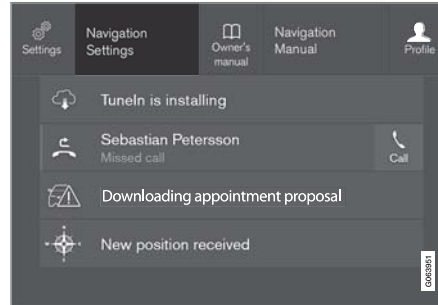 Settings
Navigation
Settings
Owner's
manual
Navigation
Manual
Profile
TuneIn is installing
Sebastian Petersson
Missed call
Call
Downloading appointment proposal
New position received
G063951